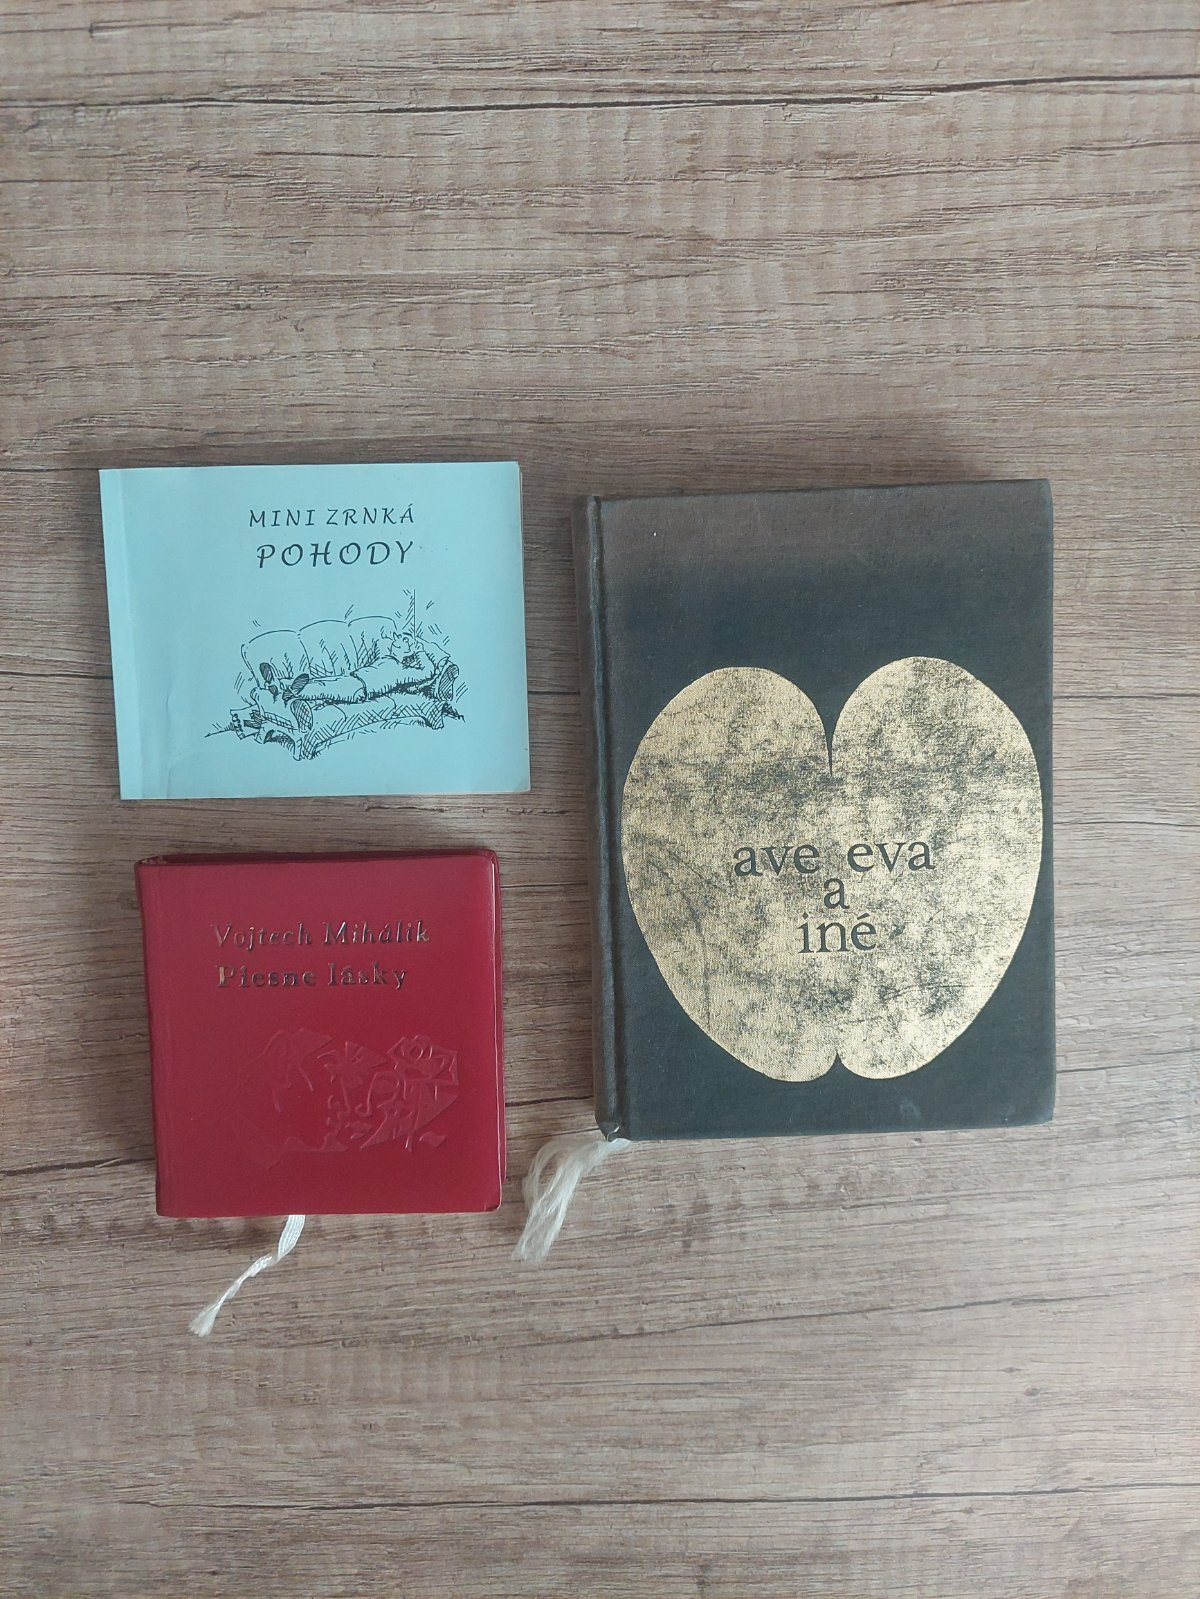 MINI ZRNKÁ
POHODY
Vojtech Mihálik
Piesne lásky
ave eva
a
iné